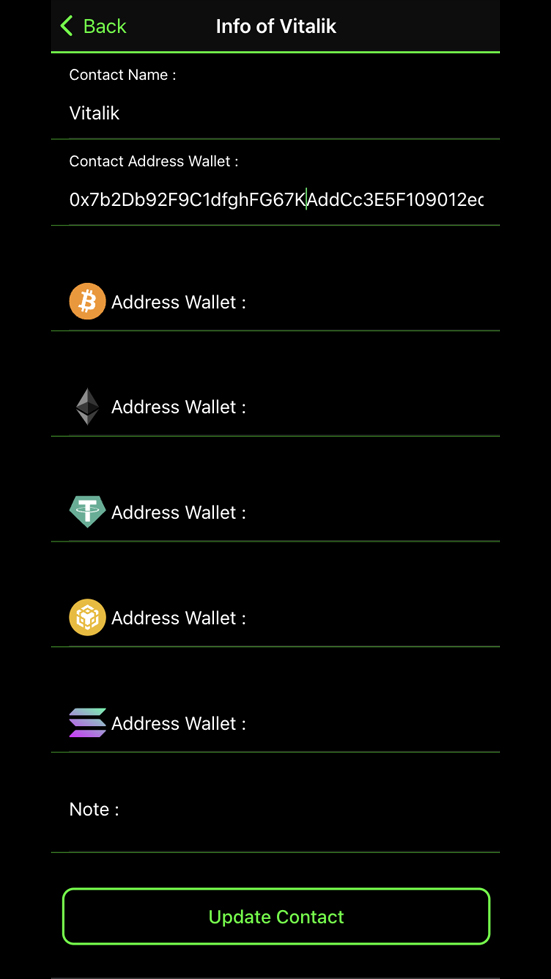 Back
Info of Vitalik
Contact Name :
Vitalik
Contact Address Wallet :
0x7b2Db92F9C1dfghFG67KAddCc3E5F109012ec
Address Wallet :
Address Wallet :
Address Wallet :
Address Wallet :
Address Wallet :
Note :
Update Contact